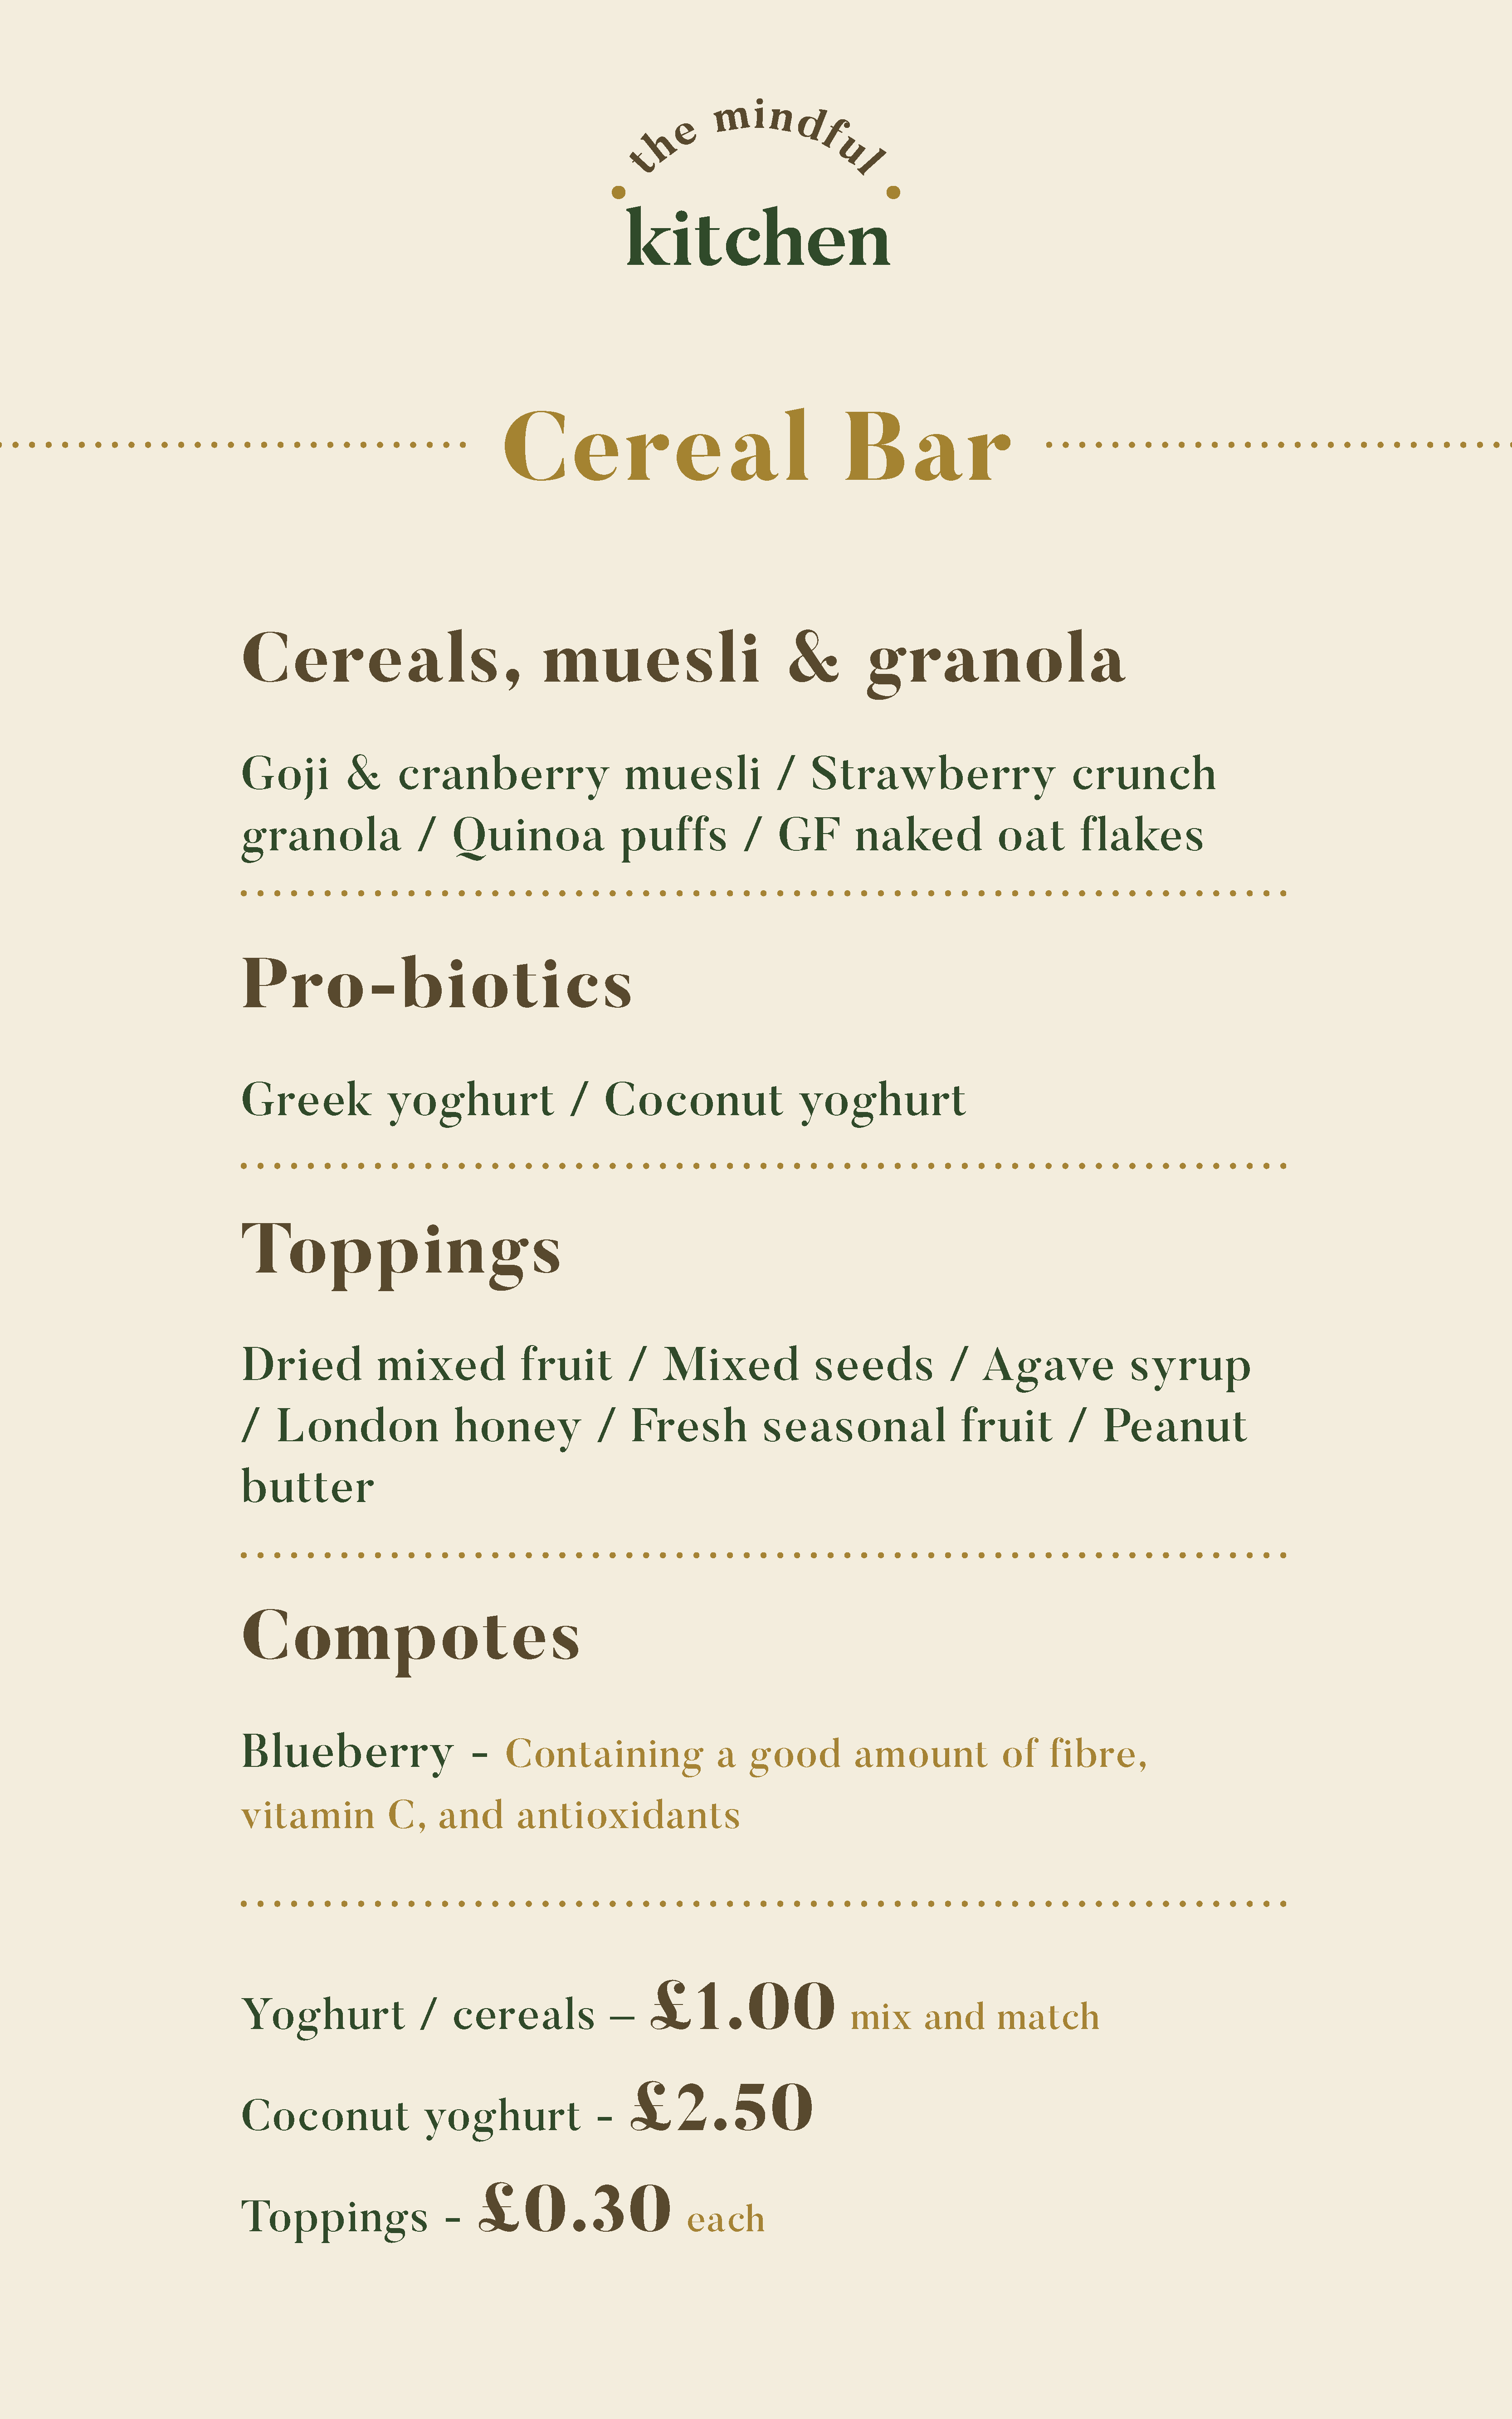 the mindful
kitchen
Cereal Bar
Cereals, muesli & granola
Goji & cranberry muesli / Strawberry crunch
granola / Quinoa puffs / GF naked oat flakes
Pro-biotics
Greek yoghurt / Coconut yoghurt
Toppings
Dried mixed fruit / Mixed seeds / Agave syrup
/ London honey / Fresh seasonal fruit / Peanut
butter
Compotes
Blueberry - Containing a good amount of fibre,
vitamin C, and antioxidants
Yoghurt / cereals – £1.00 mix and match
Coconut yoghurt - £2.50
Toppings - £0.30 each